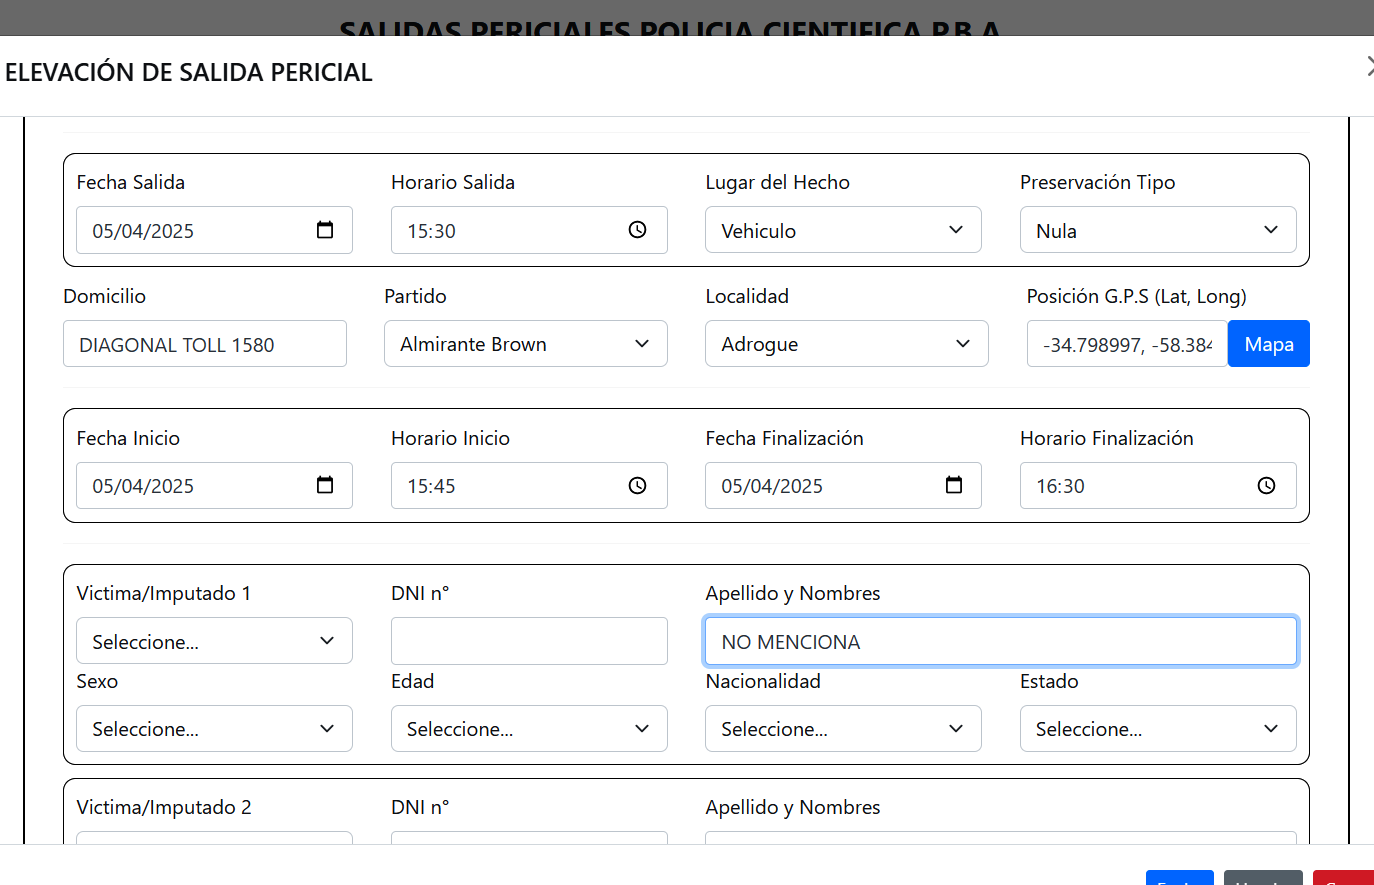 SALIDAS PERICIALES POLICIA CIENTIFICA P.B.A
ELEVACIÓN DE SALIDA PERICIAL
Fecha Salida Horario Salida Lugar del Hecho Preservación Tipo
05/04/2025 15:30 Vehiculo Nula
Domicilio Partido Localidad Posición G.P.S (Lat, Long)
DIAGONAL TOLL 1580 Almirante Brown Adrogue -34.798997, -58.384 Mapa
Fecha Inicio Horario Inicio Fecha Finalización Horario Finalización
05/04/2025 15:45 05/04/2025 16:30
Victima/Imputado 1 DNI n° Apellido y Nombres
Seleccione... NO MENCIONA
Sexo Edad Nacionalidad Estado
Seleccione... Seleccione... Seleccione... Seleccione...
Victima/Imputado 2 DNI n° Apellido y Nombres